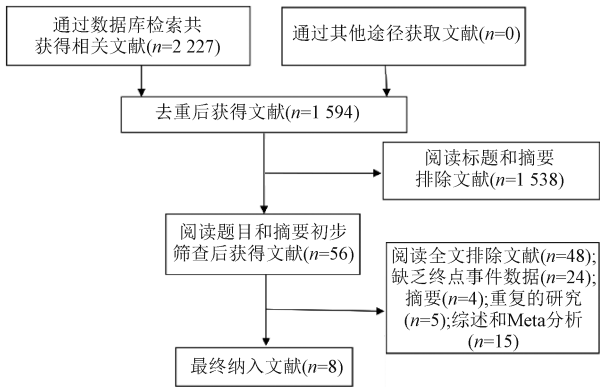 通过数据库检索共
获得相关文献(n=2 227)
通过其他途径获取文献(n=0)
去重后获得文献(n=1 594)
阅读标题和摘要
排除文献(n=1 538)
阅读题目和摘要初步
筛查后获得文献(n=56)
阅读全文排除文献(n=48);
缺乏终点事件数据(n=24);
摘要(n=4);重复的研究
(n=5);综述和Meta分析
(n=15)
最终纳入文献(n=8)